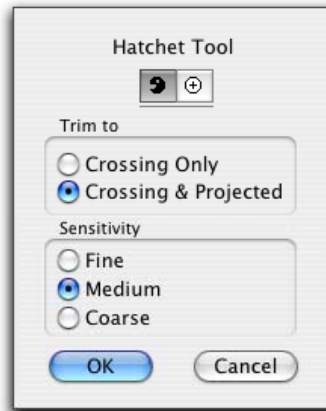 Hatchet Tool
Trim to
Crossing Only
Crossing & Projected
Sensitivity
Fine
Medium
Coarse
OK Cancel